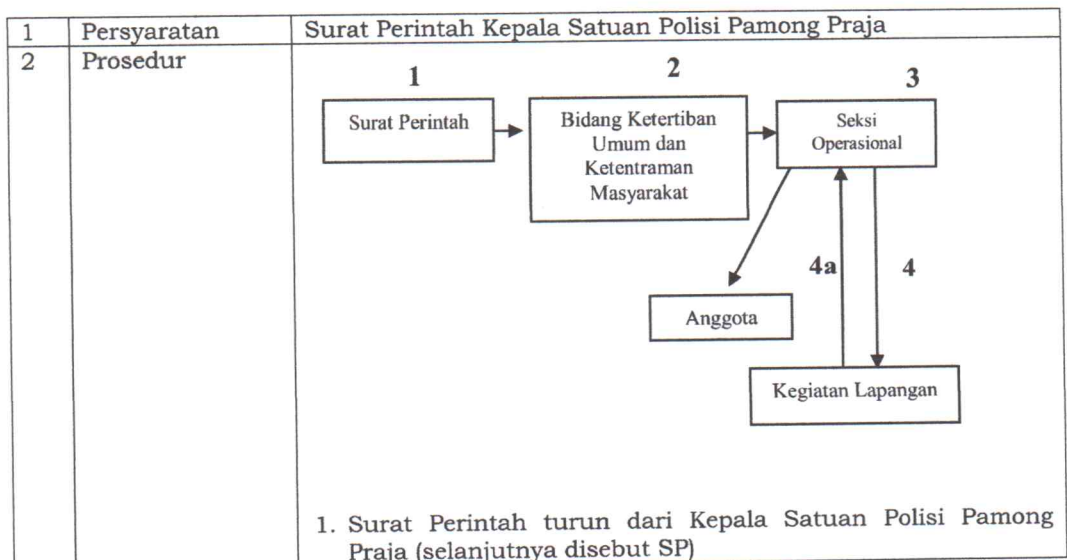 1 Persyaratan Surat Perintah Kepala Satuan Polisi Pamong Praja
2 Prosedur
1 2 3
Surat Perintah
Bidang Ketertiban
Umum dan
Ketentraman
Masyarakat
Seksi
Operasional
4a 4
Anggota
Kegiatan Lapangan
1. Surat Perintah turun dari Kepala Satuan Polisi Pamong
Praja (selanjutnya disebut SP)